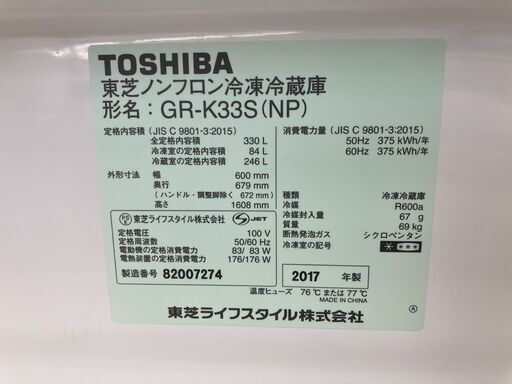 TOSHIBA
東芝ノンフロン冷凍冷蔵庫
形名：GR-K33S(NP)
定格内容積 (JIS C 9801-3:2015)
全定格内容積 330 L
冷凍室の定格内容積 84 L
冷蔵室の定格内容積 246 L
外形寸法 幅 600 mm
奥行 679 mm
(ハンドル・調整脚除く 672 mm)
高さ 1608 mm
東芝ライフスタイル株式会社 JET
定格電圧 100 V
定格周波数 50/60 Hz
電動機の定格消費電力 83/ 83 W
電熱装置の定格消費電力 176/176 W
製造番号 82007274
消費電力量 (JIS C 9801-3:2015)
50Hz 375 kWh/年
60Hz 375 kWh/年
種類 冷凍冷蔵庫
冷媒 R600a
冷媒封入量 67 g
質量 69 kg
断熱発泡ガス シクロペンタン
冷凍室の記号
2017 年製
温度ヒューズ 76℃ または 77℃
MADE IN CHINA
東芝ライフスタイル株式会社
A